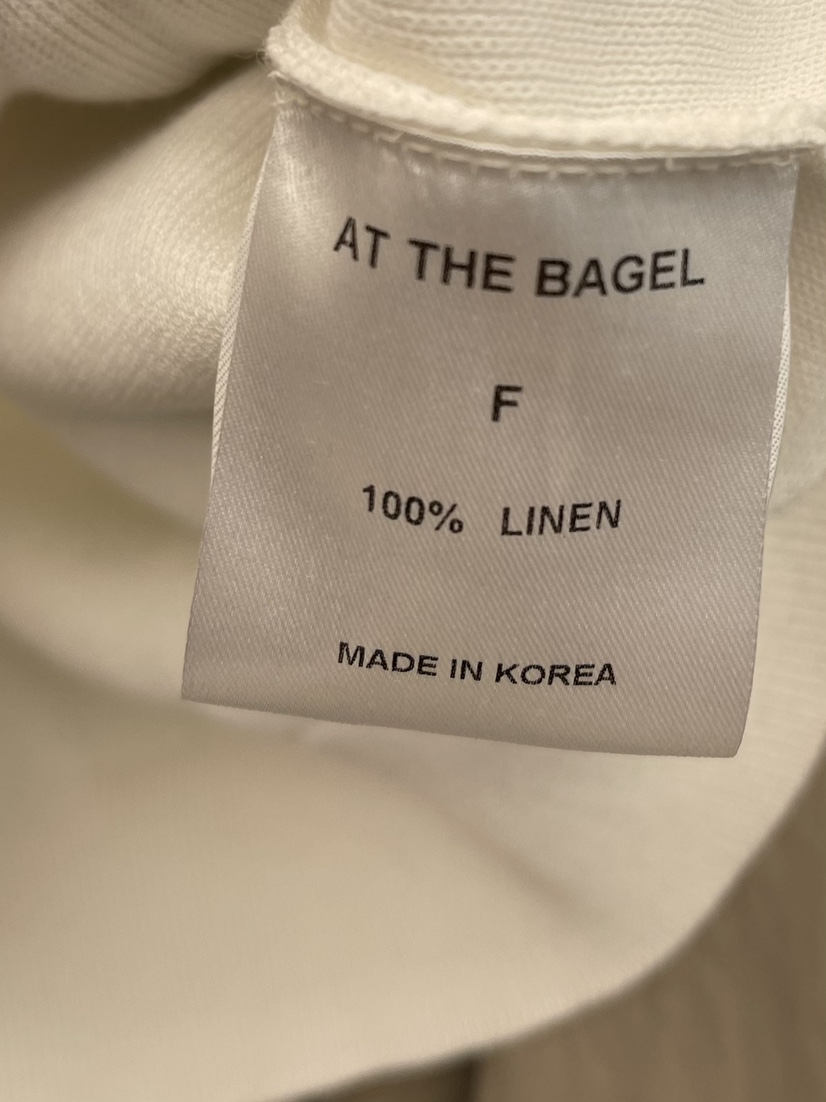 AT THE BAGEL
F
100% LINEN
MADE IN KOREA